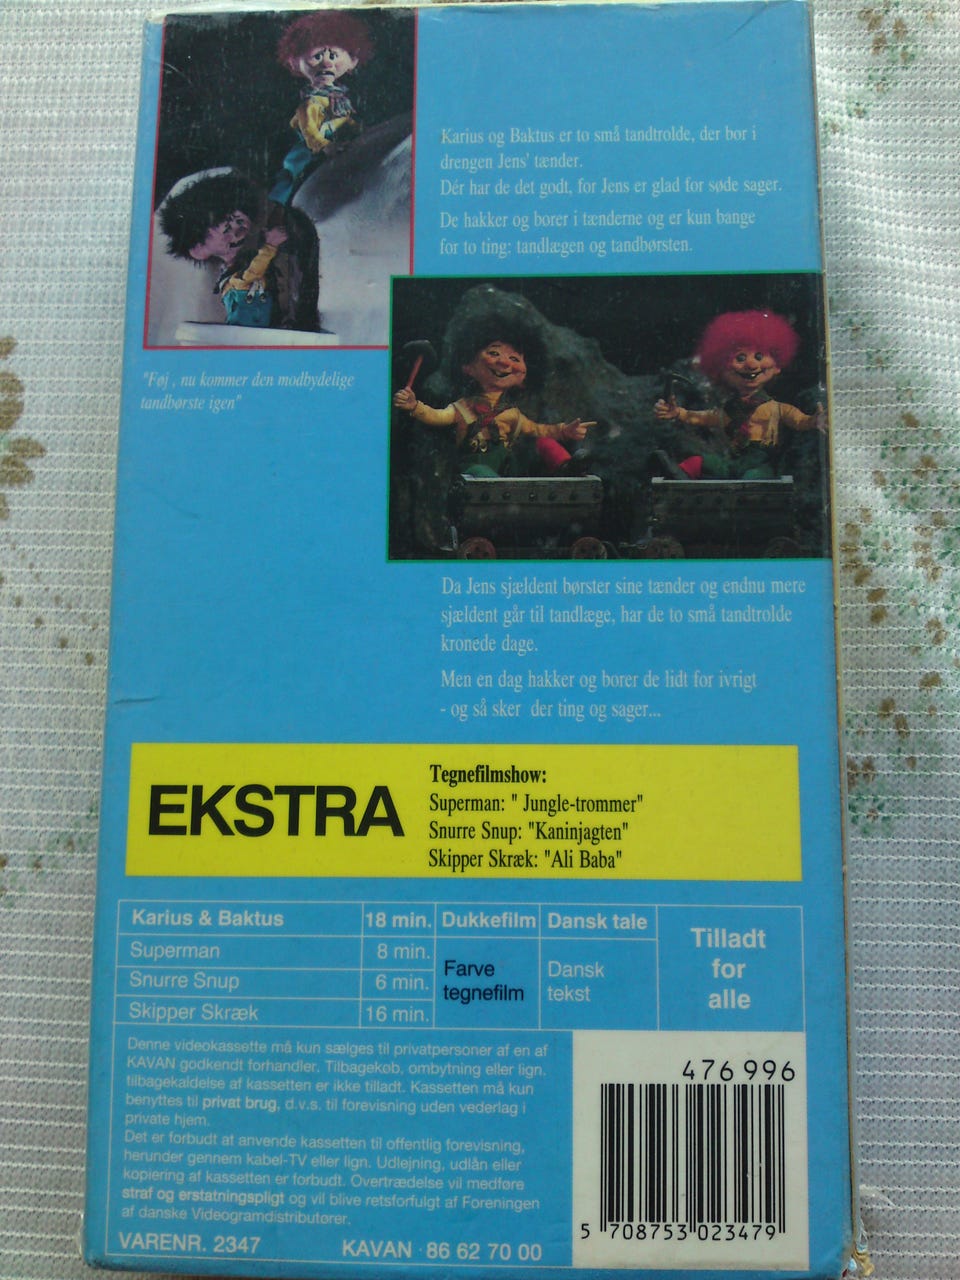 Karius og Baktus er to små tandtrolde, der bor i
drengen Jens' tænder.
Dér har de det godt, for Jens er glad for søde sager.
De hakker og borer i tænderne og er kun bange
for to ting: tandlægen og tandbørsten.
"Føj , nu kommer den modbydelige
tandbørste igen"
Da Jens sjældent børster sine tænder og endnu mere
sjældent går til tandlæge, har de to små tandtrolde
kronede dage.
Men en dag hakker og borer de lidt for ivrigt
- og så sker der ting og sager...
EKSTRA
Tegnefilmshow:
Superman: " Jungle-trommer"
Snurre Snup: "Kaninjagten"
Skipper Skræk: "Ali Baba"
Karius & Baktus 18 min. Dukkefilm Dansk tale
Superman 8 min.
Snurre Snup 6 min.
Skipper Skræk 16 min.
Farve
tegnefilm
Dansk
tekst
Tilladt
for
alle
Denne videokassette må kun sælges til privatpersoner af en af
KAVAN godkendt forhandler. Tilbagekøb, ombytning eller lign.
tilbagekaldelse af kassetten er ikke tilladt. Kassetten må kun
benyttes til privat brug, d.v.s. til forevisning uden vederlag i
private hjem.
Det er forbudt at anvende kassetten til offentlig forevisning,
herunder gennem kabel-TV eller lign. Udlejning, udlån eller
kopiering af kassetten er forbudt. Overtrædelse vil medføre
straf og erstatningspligt og vil blive retsforfulgt af Foreningen
af danske Videogramdistributører.
VARENR. 2347 KAVAN · 86 62 70 00
476996
5 708753 023479